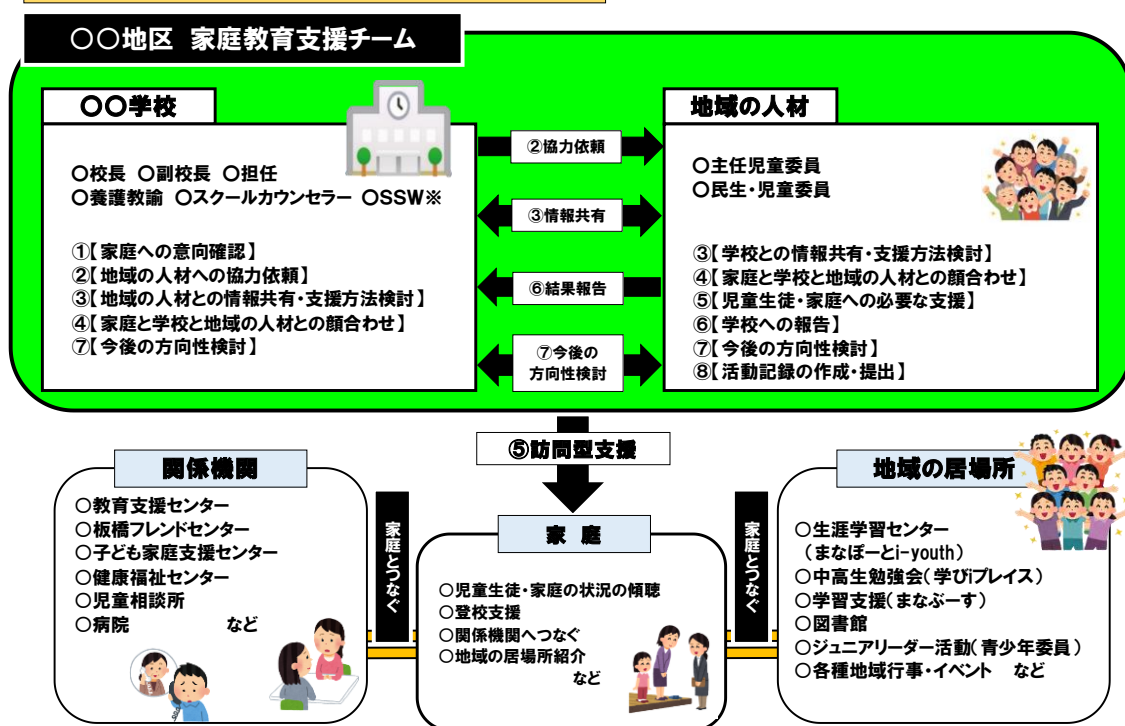 〇〇地区 家庭教育支援チーム
〇〇学校
〇校長 〇副校長 〇担任
〇養護教諭 〇スクールカウンセラー 〇SSW※
①【家庭への意向確認】
②【地域の人材への協力依頼】
③【地域の人材との情報共有・支援方法検討】
④【家庭と学校と地域の人材との顔合わせ】
⑦【今後の方向性検討】
②協力依頼
③情報共有
⑥結果報告
⑦今後の
方向性検討
地域の人材
〇主任児童委員
〇民生・児童委員
③【学校との情報共有・支援方法検討】
④【家庭と学校と地域の人材との顔合わせ】
⑤【児童生徒・家庭への必要な支援】
⑥【学校への報告】
⑦【今後の方向性検討】
⑧【活動記録の作成・提出】
⑤訪問型支援
関係機関
〇教育支援センター
〇板橋フレンドセンター
〇子ども家庭支援センター
〇健康福祉センター
〇児童相談所
〇病院 など
家庭とつなぐ
家 庭
〇児童生徒・家庭の状況の傾聴
〇登校支援
〇関係機関へつなぐ
〇地域の居場所紹介
など
家庭とつなぐ
地域の居場所
〇生涯学習センター
(まなぽーとi-youth)
〇中高生勉強会(学びiプレイス)
〇学習支援(まなぶーす)
〇図書館
〇ジュニアリーダー活動(青少年委員)
〇各種地域行事・イベント など